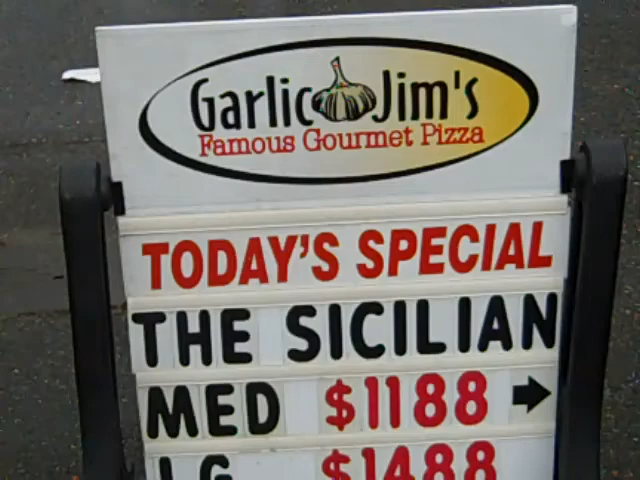 Garlic Jim's
Famous Gourmet Pizza
TODAY'S SPECIAL
THE SICILIAN
MED $1188
LG $1488